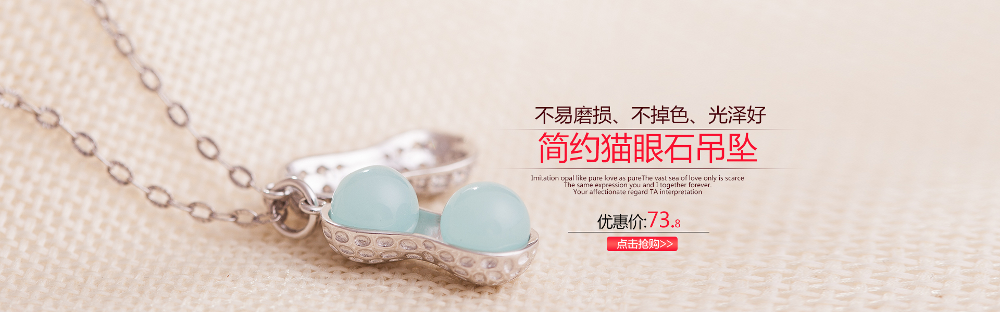 不易磨损、不掉色、光泽好
简约猫眼石吊坠
Imitation opal like pure love as pureThe vast sea of love only is scarce
The same expression you and I together forever.
Your affectionate regard TA interpretation
优惠价:73.8
点击抢购>>